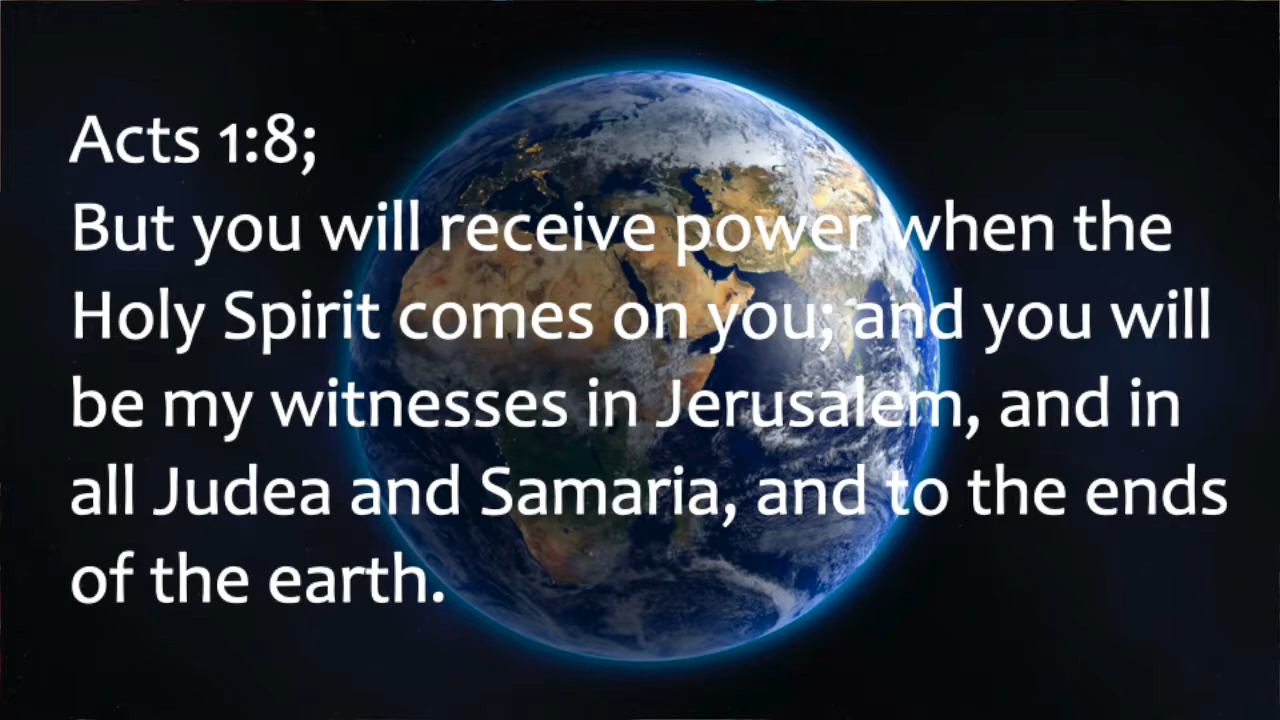 Acts 1:8;
But you will receive power when the
Holy Spirit comes on you; and you will
be my witnesses in Jerusalem, and in
all Judea and Samaria, and to the ends
of the earth.